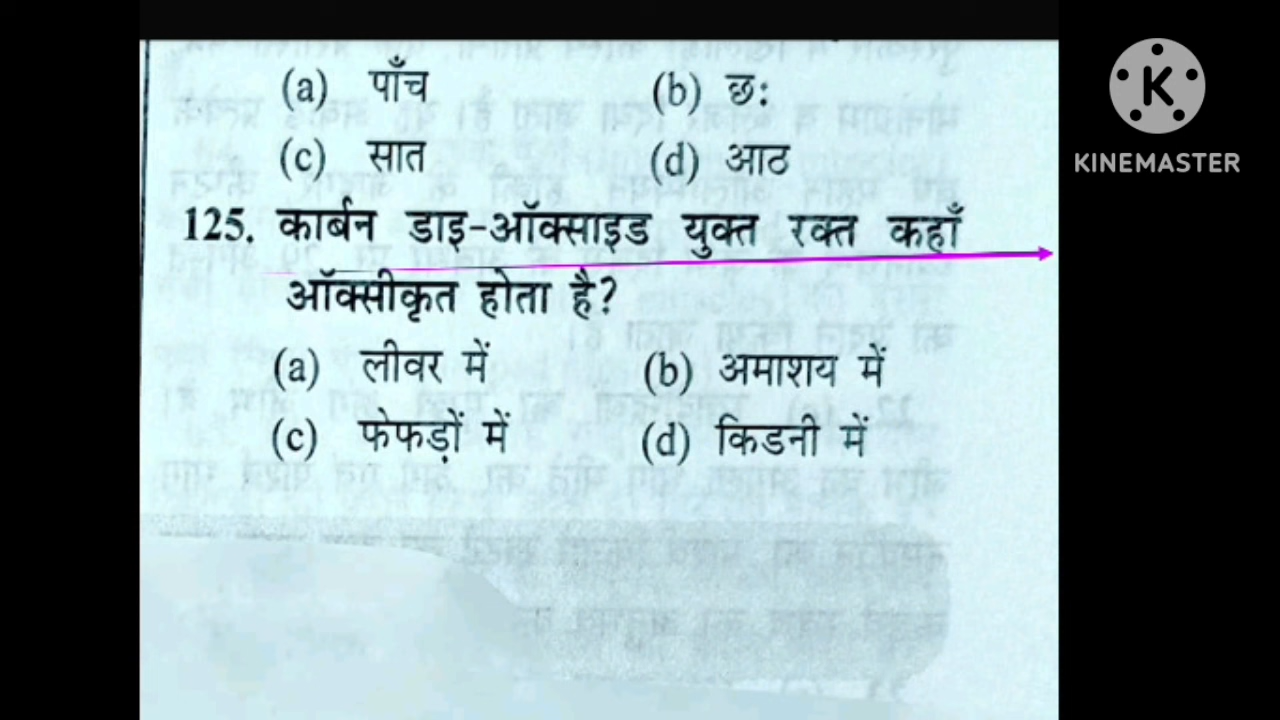 (a) पाँच (b) छः
(c) सात (d) आठ
125. कार्बन डाइ-ऑक्साइड युक्त रक्त कहाँ
ऑक्सीकृत होता है?
(a) लीवर में (b) अमाशय में
(c) फेफड़ों में (d) किडनी में
K
KINEMASTER